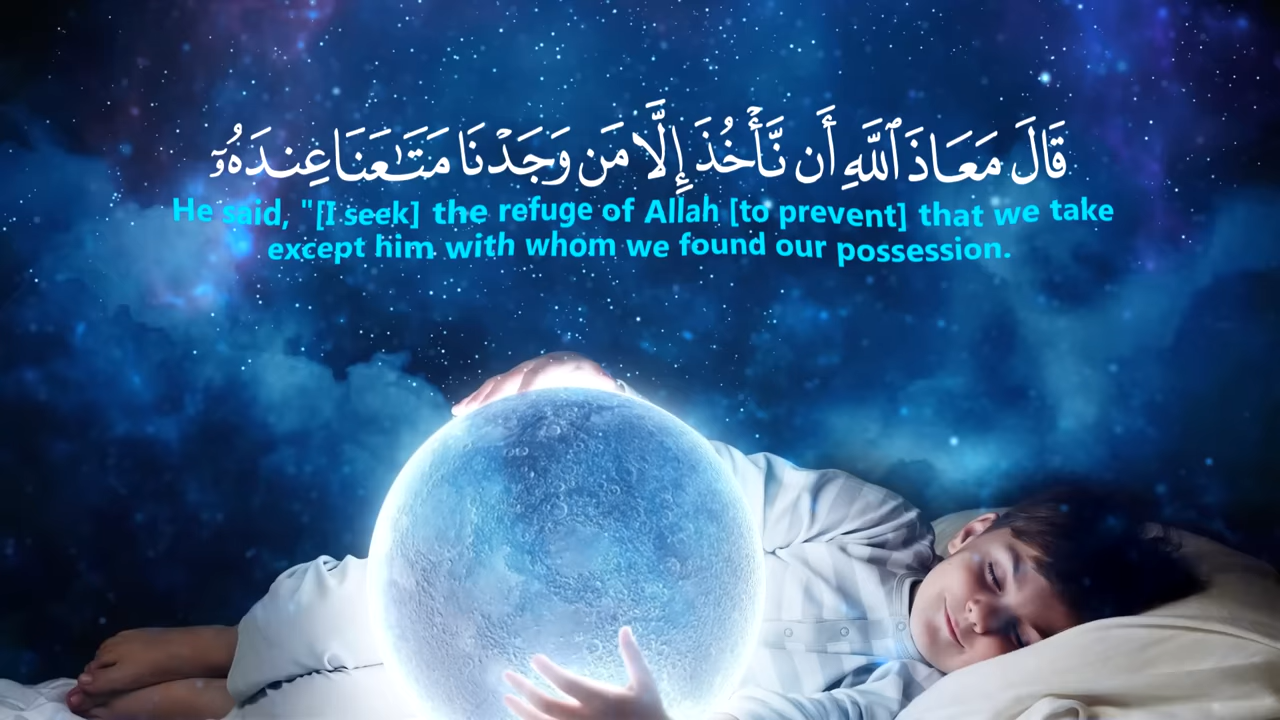 قَالَ مَعَاذَ ٱللَّهِ أَن نَّأْخُذَ إِلَّا مَن وَجَدْنَا مَتَـٰعَنَا عِندَهُۥٓ
He said, "[I seek] the refuge of Allah [to prevent] that we take
except him with whom we found our possession.